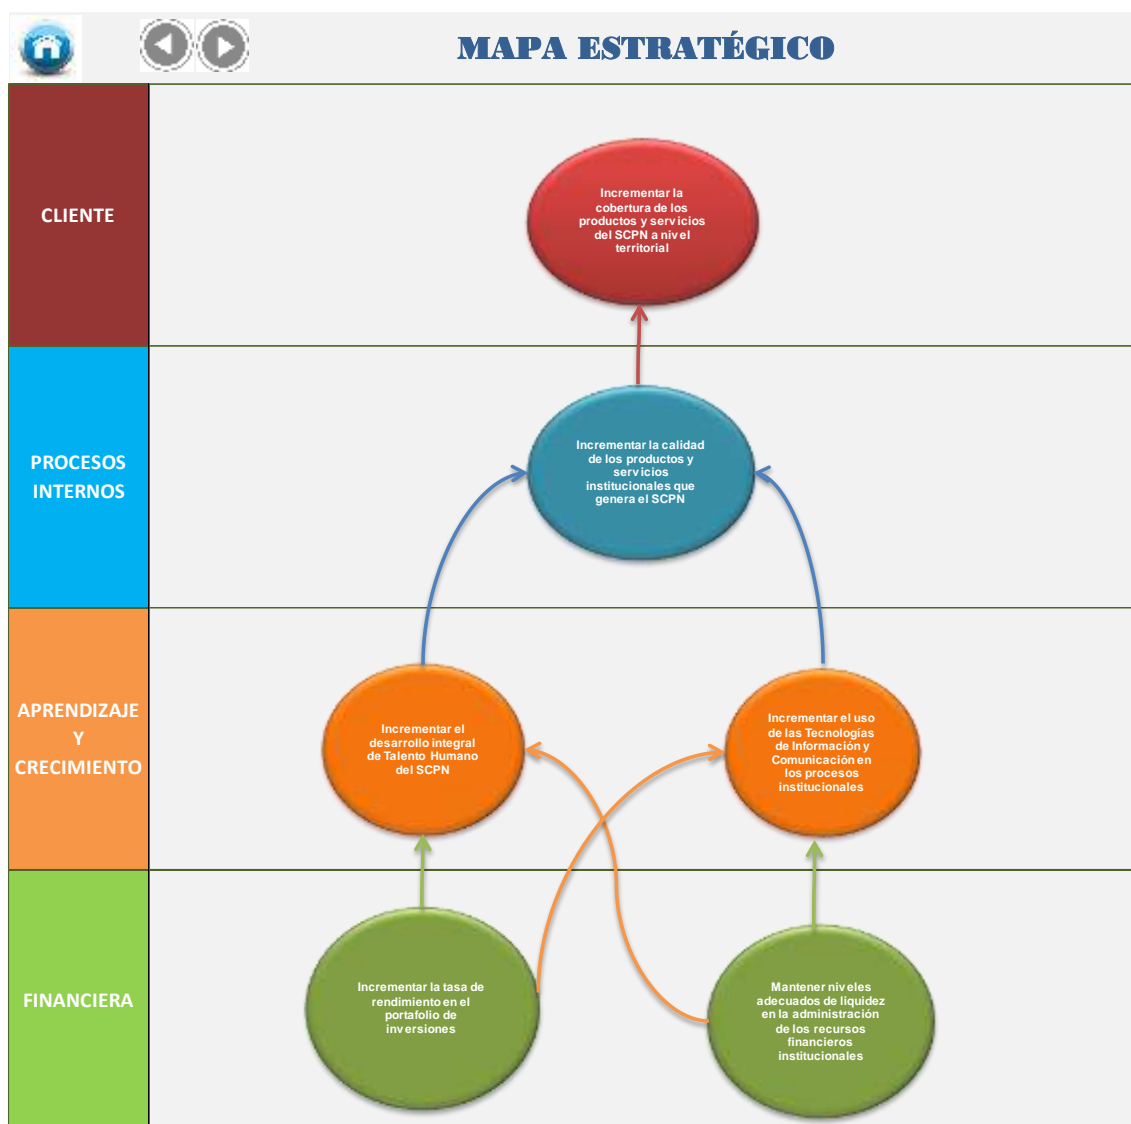 MAPA ESTRATÉGICO
CLIENTE
Incrementar la
cobertura de los
productos y servicios
del SCPN a nivel
territorial
PROCESOS
INTERNOS
Incrementar la calidad
de los productos y
servicios
institucionales que
genera el SCPN
APRENDIZAJE
Y
CRECIMIENTO
Incrementar el
desarrollo integral
de Talento Humano
del SCPN
Incrementar el uso
de las Tecnologías
de Información y
Comunicación en
los procesos
institucionales
FINANCIERA
Incrementar la tasa de
rendimiento en el
portafolio de
inversiones
Mantener niveles
adecuados de liquidez
en la administración
de los recursos
financieros
institucionales